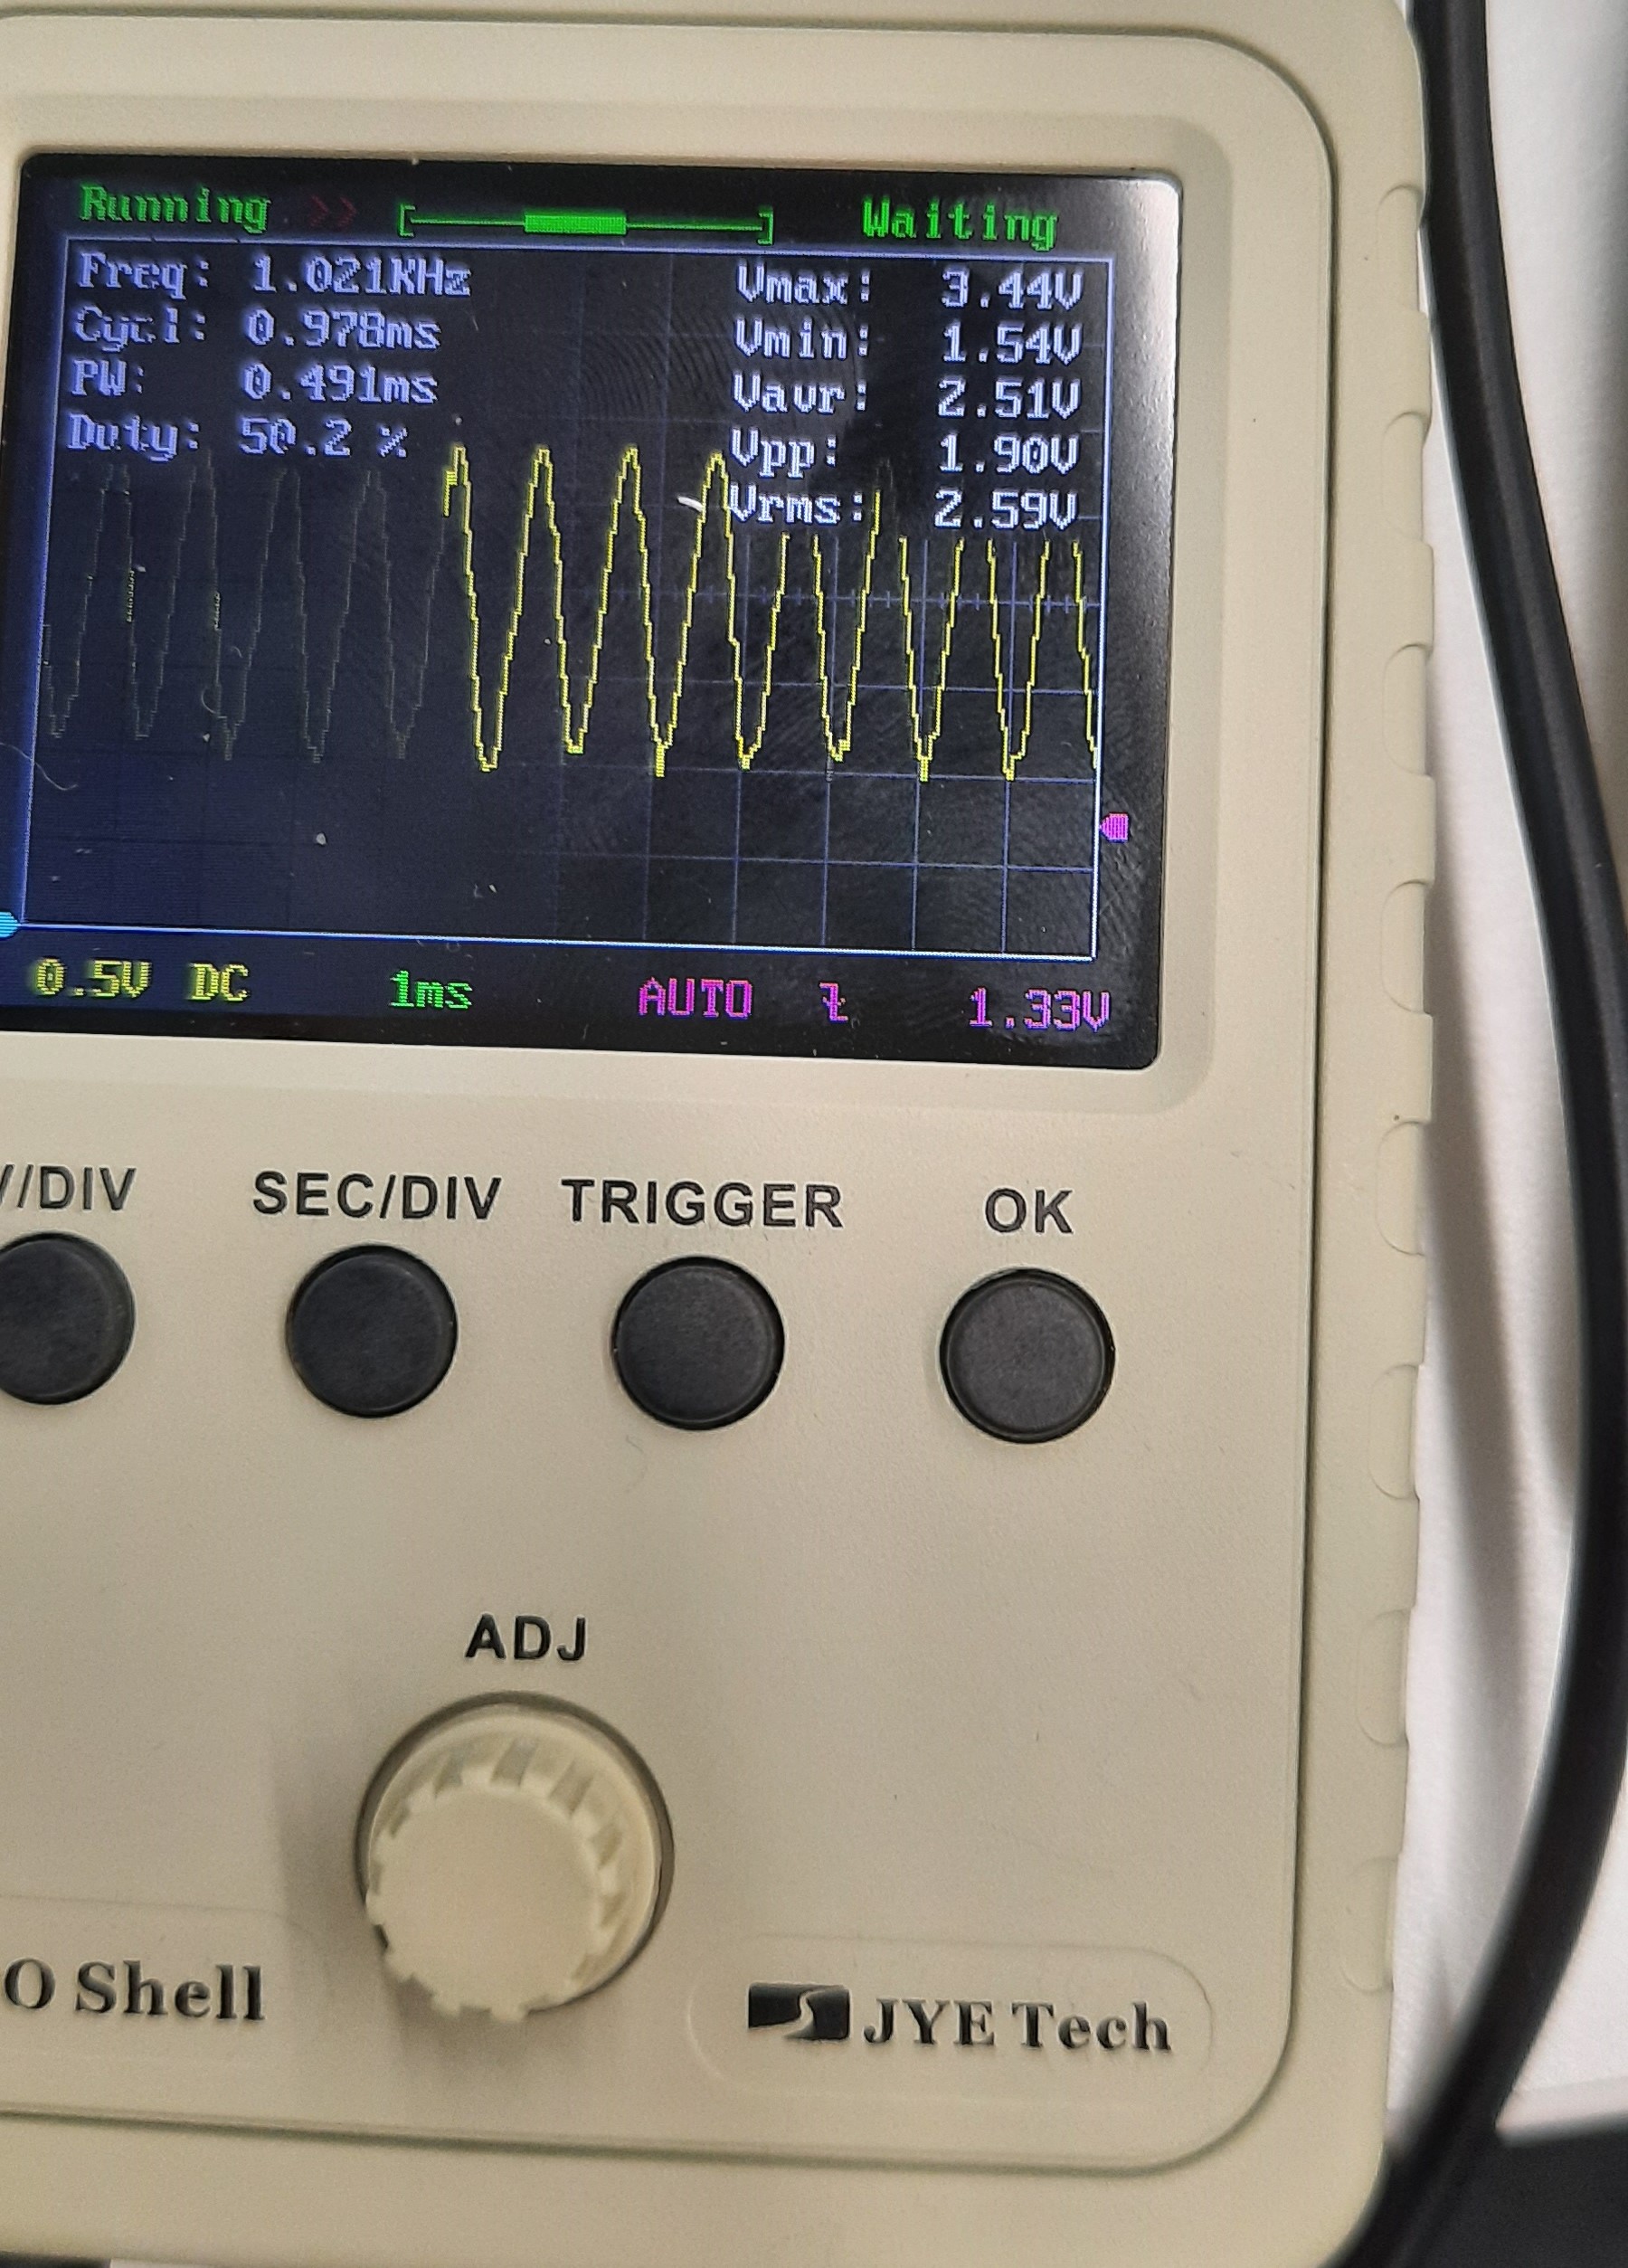 Running >> Waiting
Freq: 1.021KHz Vmax: 3.44V
Cycl: 0.978ms Vmin: 1.54V
PW: 0.491ms Vavr: 2.51V
Duty: 50.2 % Vpp: 1.90V
Vrms: 2.59V
0.5V DC 1ms AUTO 1.33V
V/DIV SEC/DIV TRIGGER OK
ADJ
O Shell JYE Tech